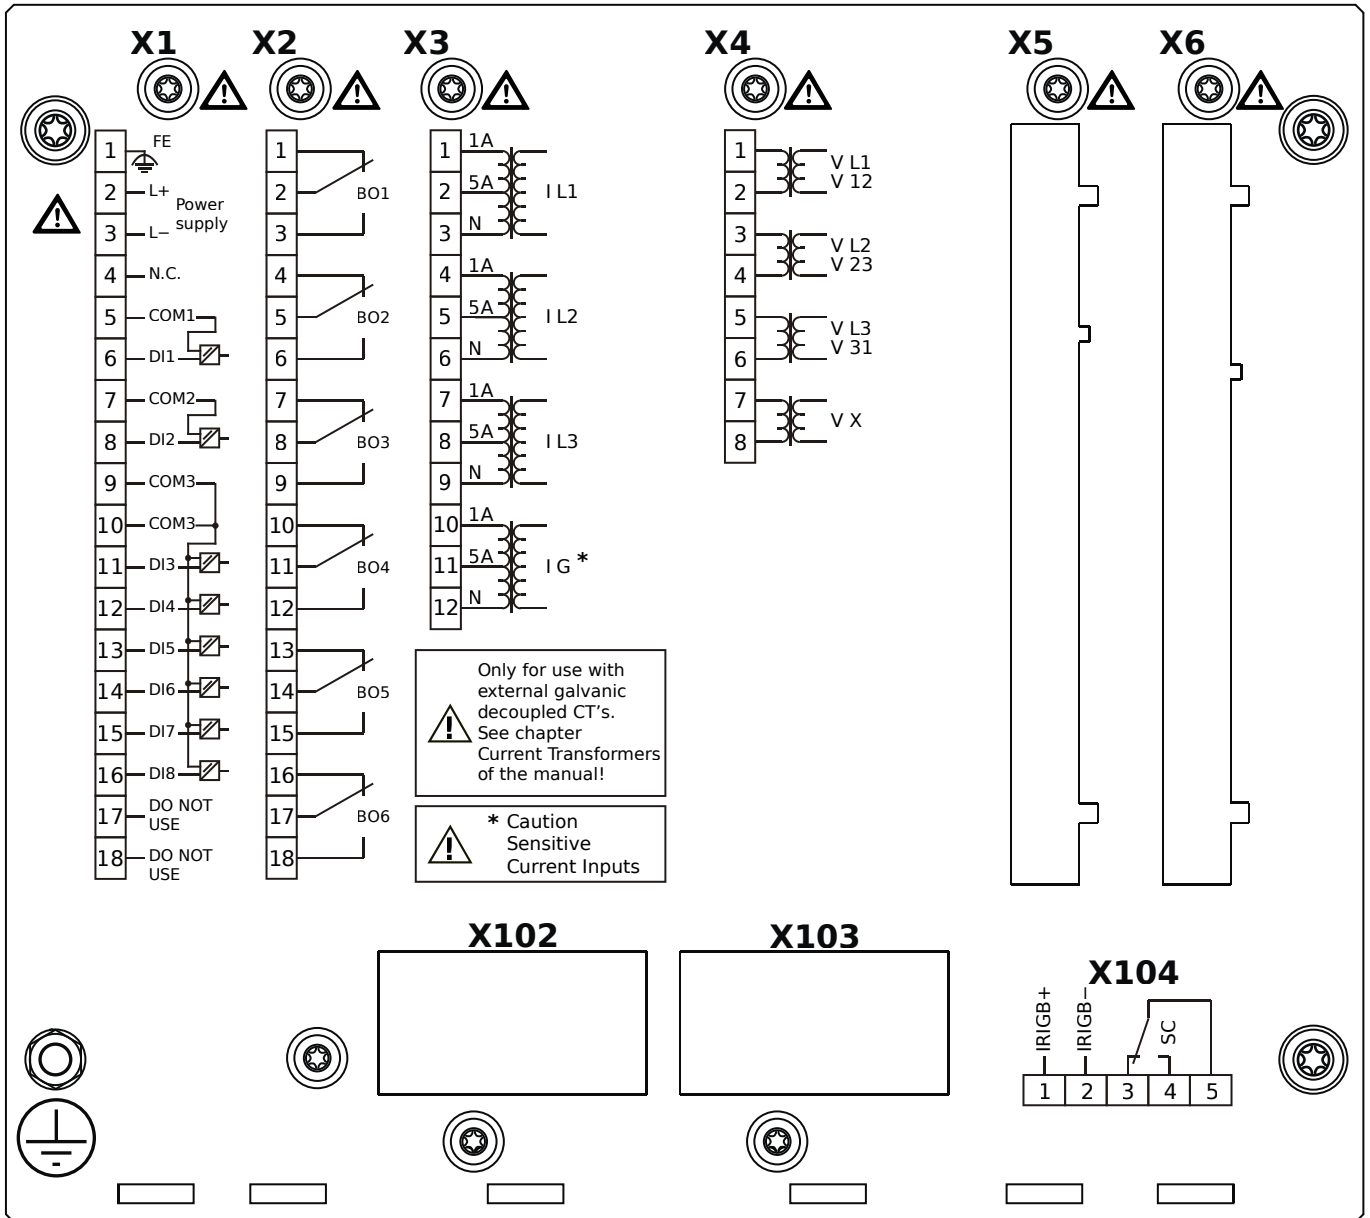 X1 X2 X3 X4 X5 X6
1 FE
2 L+
Power
supply
3 L−
4 N.C.
5 COM1
6 DI1
7 COM2
8 DI2
9 COM3
10 COM3
11 DI3
12 DI4
13 DI5
14 DI6
15 DI7
16 DI8
17 DO NOT
USE
18 DO NOT
USE
1
2 BO1
3
4
5 BO2
6
7
8 BO3
9
10
11 BO4
12
13
14 BO5
15
16
17 BO6
18
1 1A
2 5A I L1
3 N
4 1A
5 5A I L2
6 N
7 1A
8 5A I L3
9 N
10 1A
11 5A I G *
12 N
Only for use with
external galvanic
decoupled CT's.
See chapter
Current Transformers
of the manual!
* Caution
Sensitive
Current Inputs
1 V L1
2 V 12
3 V L2
4 V 23
5 V L3
6 V 31
7 V X
8
X102
X103
X104
IRIGB+
IRIGB−
SC
1 2 3 4 5